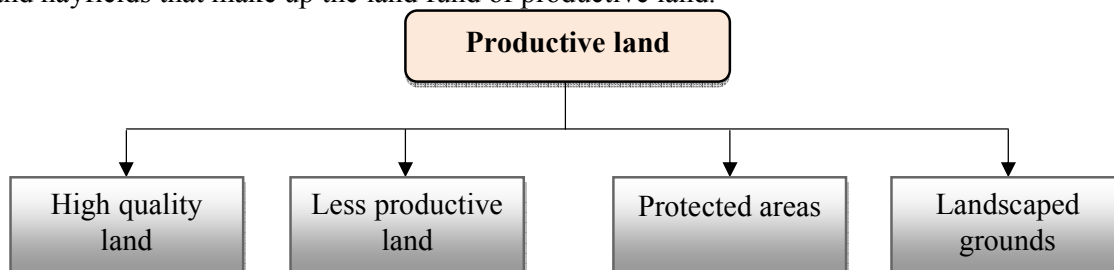 and hayfields that make up the land fund of productive land.
Productive land
High quality
land
Less productive
land
Protected areas
Landscaped
grounds